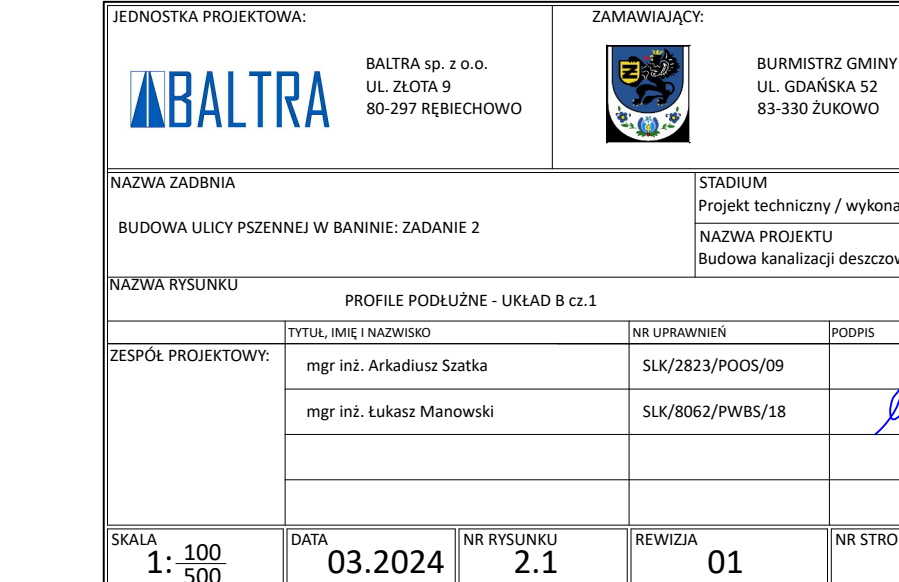 JEDNOSTKA PROJEKTOWA:
ZAMAWIAJĄCY:
BALTRA
BALTRA sp. z o.o.
UL. ZŁOTA 9
80-297 RĘBIECHOWO
BURMISTRZ GMINY
UL. GDAŃSKA 52
83-330 ŻUKOWO
NAZWA ZADBNIA
BUDOWA ULICY PSZENNEJ W BANINIE: ZADANIE 2
STADIUM
Projekt techniczny / wykona
NAZWA PROJEKTU
Budowa kanalizacji deszczow
NAZWA RYSUNKU
PROFILE PODŁUŻNE - UKŁAD B cz.1
TYTUŁ, IMIĘ I NAZWISKO
NR UPRAWNIEŃ
PODPIS
ZESPÓŁ PROJEKTOWY:
mgr inż. Arkadiusz Szatka
SLK/2823/POOS/09
mgr inż. Łukasz Manowski
SLK/8062/PWBS/18
SKALA
1: 100
500
DATA
03.2024
NR RYSUNKU
2.1
REWIZJA
01
NR STRO